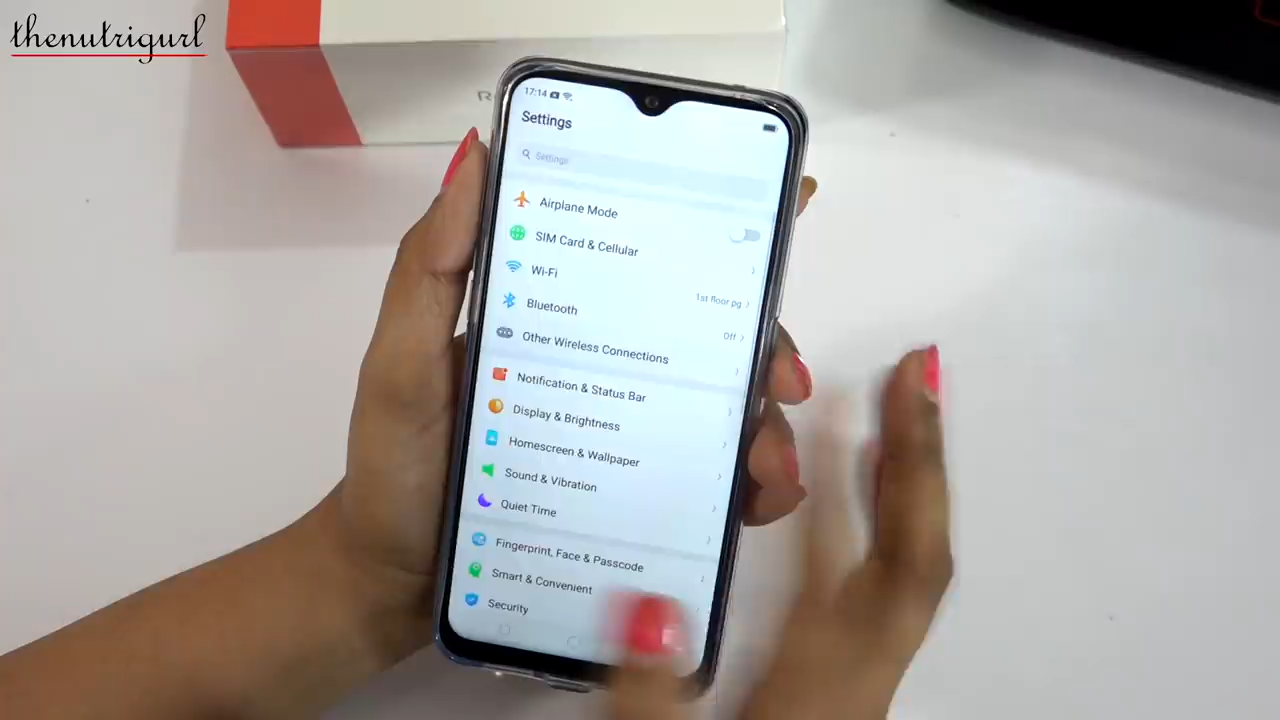 thenutrigurl
17:14
Settings
Settings
Airplane Mode
SIM Card & Cellular
Wi-Fi
1st floor pg
Bluetooth
Off
Other Wireless Connections
Notification & Status Bar
Display & Brightness
Homescreen & Wallpaper
Sound & Vibration
Quiet Time
Fingerprint, Face & Passcode
Smart & Convenient
Security